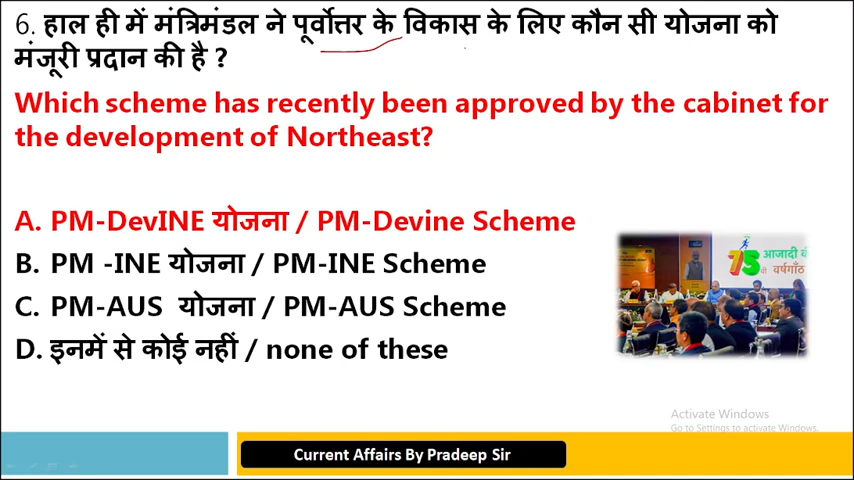 6. हाल ही में मंत्रिमंडल ने पूर्वोत्तर के विकास के लिए कौन सी योजना को
मंजूरी प्रदान की है ?
Which scheme has recently been approved by the cabinet for
the development of Northeast?
A. PM-DevINE योजना / PM-Devine Scheme
B. PM -INE योजना / PM-INE Scheme
C. PM-AUS योजना / PM-AUS Scheme
D. इनमें से कोई नहीं / none of these
75
आजादी
वर्षगाँठ
Activate Windows
Go to Settings to activate Windows.
Current Affairs By Pradeep Sir